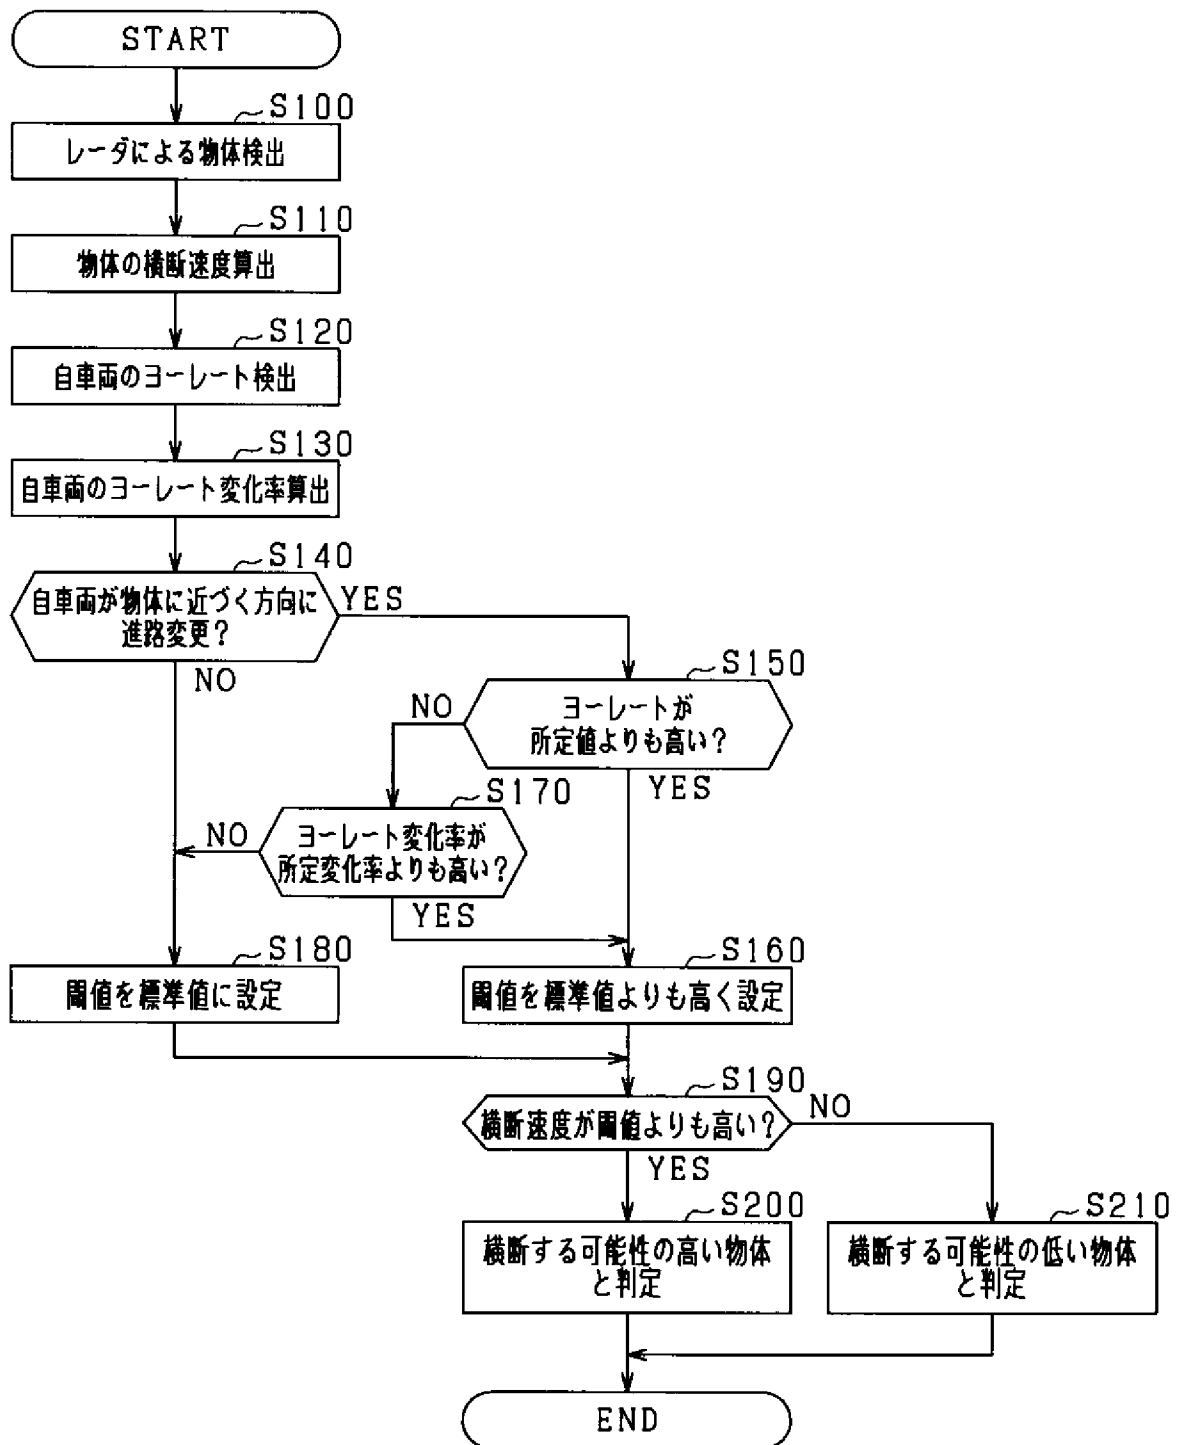 START
S100
レーダによる物体検出
S110
物体の横断速度算出
S120
自車両のヨーレート検出
S130
自車両のヨーレート変化率算出
S140
自車両が物体に近づく方向に
進路変更?
YES
NO
S150
ヨーレートが
所定値よりも高い?
NO
YES
S170
ヨーレート変化率が
所定変化率よりも高い?
NO
YES
S180
閾値を標準値に設定
S160
閾値を標準値よりも高く設定
S190
横断速度が閾値よりも高い?
NO
YES
S200
横断する可能性の高い物体
と判定
S210
横断する可能性の低い物体
と判定
END